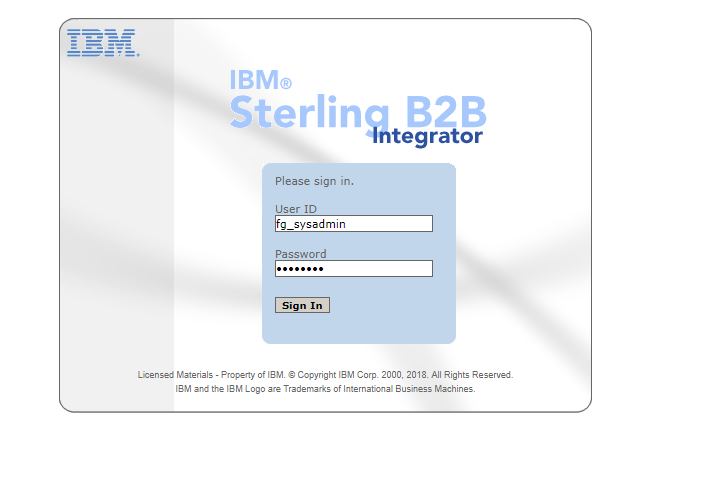 IBM.
IBM®
Sterling B2B
Integrator
Please sign in.
User ID
fg_sysadmin
Password
••••••••
Sign In
Licensed Materials - Property of IBM. © Copyright IBM Corp. 2000, 2018. All Rights Reserved.
IBM and the IBM Logo are Trademarks of International Business Machines.